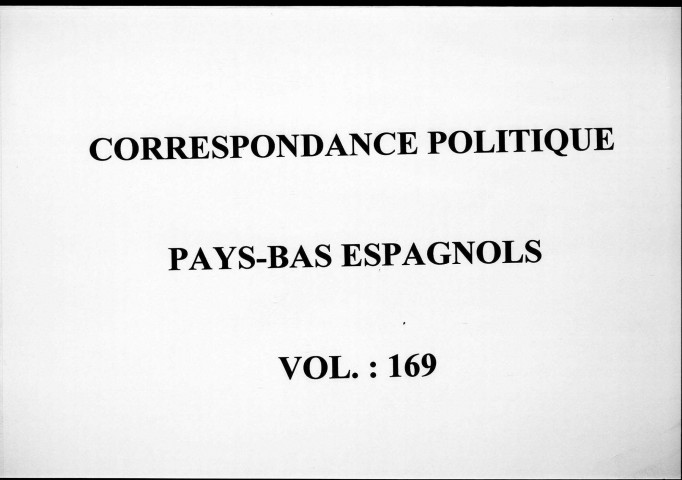 CORRESPONDANCE POLITIQUE
PAYS-BAS ESPAGNOLS
VOL. : 169